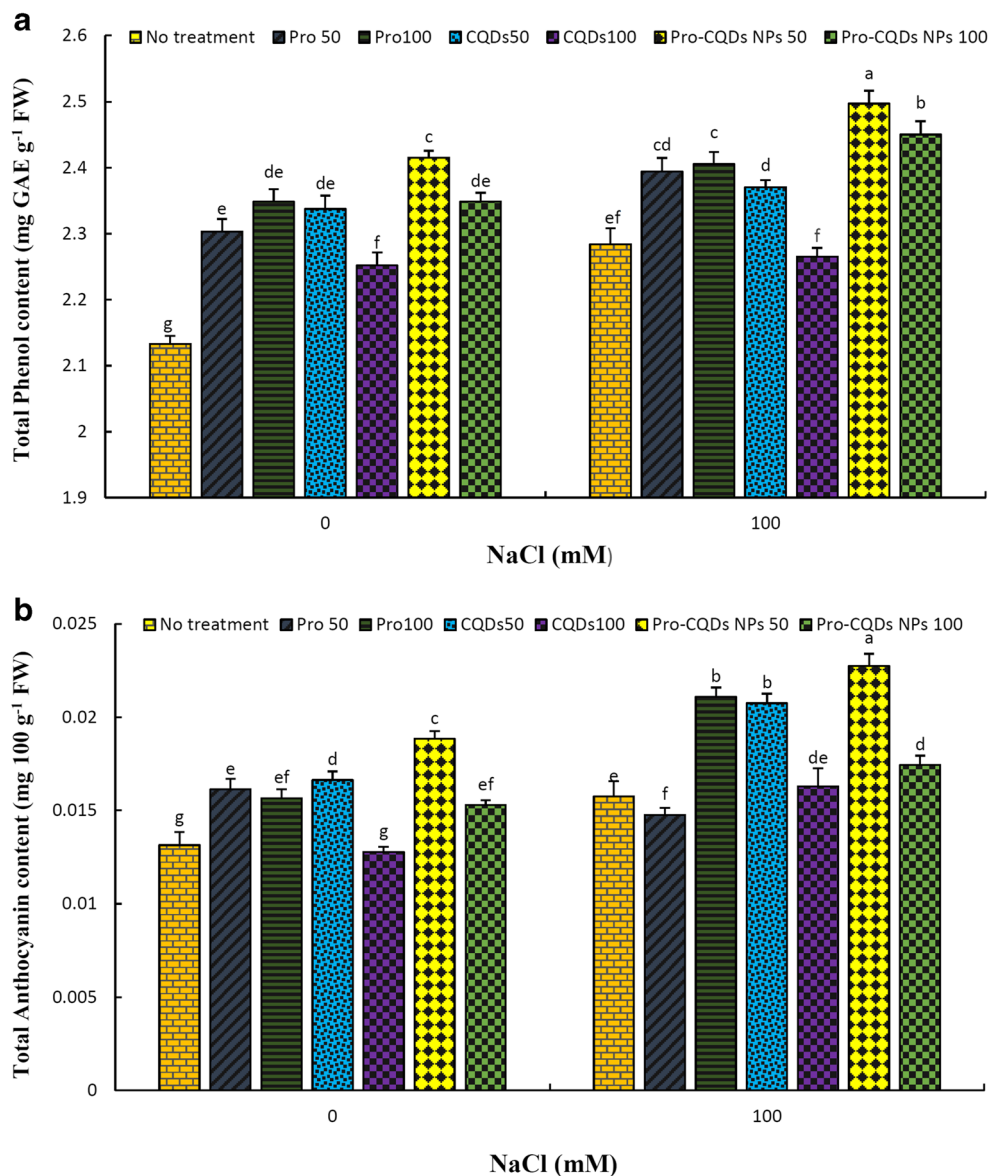 a
No treatment Pro 50 Pro100 CQDs50 CQDs100 Pro-CQDs NPs 50 Pro-CQDs NPs 100
Total Phenol content (mg GAE g-1 FW)
2.6
2.5
2.4
2.3
2.2
2.1
2
1.9
g e de de f c de
ef cd c d f a b
0 100
NaCl (mM)
b
No treatment Pro 50 Pro100 CQDs50 CQDs100 Pro-CQDs NPs 50 Pro-CQDs NPs 100
Total Anthocyanin content (mg 100 g-1 FW)
0.025
0.02
0.015
0.01
0.005
0
g e ef d g c ef
e f b b de a d
0 100
NaCl (mM)